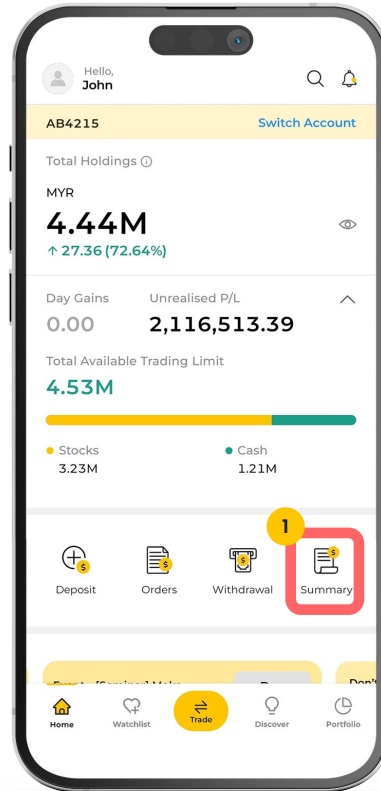 Hello,
John
AB4215 Switch Account
Total Holdings
MYR
4.44M
↑ 27.36 (72.64%)
Day Gains Unrealised P/L
0.00 2,116,513.39
Total Available Trading Limit
4.53M
Stocks Cash
3.23M 1.21M
1
Deposit Orders Withdrawal Summary
Don't
Home Watchlist Trade Discover Portfolio